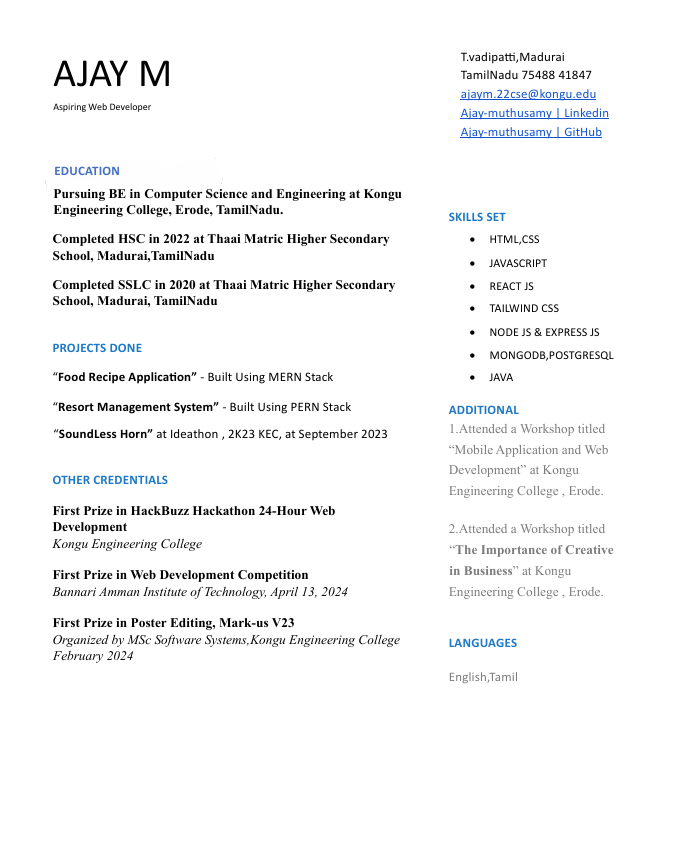 AJAY M
Aspiring Web Developer
T.vadipatti,Madurai
TamilNadu 75488 41847
ajaym.22cse@kongu.edu
Ajay-muthusamy | Linkedin
Ajay-muthusamy | GitHub
EDUCATION
Pursuing BE in Computer Science and Engineering at Kongu
Engineering College, Erode, TamilNadu.
Completed HSC in 2022 at Thaai Matric Higher Secondary
School, Madurai,TamilNadu
Completed SSLC in 2020 at Thaai Matric Higher Secondary
School, Madurai, TamilNadu
PROJECTS DONE
“Food Recipe Application” - Built Using MERN Stack
“Resort Management System” - Built Using PERN Stack
“SoundLess Horn” at Ideathon , 2K23 KEC, at September 2023
OTHER CREDENTIALS
First Prize in HackBuzz Hackathon 24-Hour Web
Development
Kongu Engineering College
First Prize in Web Development Competition
Bannari Amman Institute of Technology, April 13, 2024
First Prize in Poster Editing, Mark-us V23
Organized by MSc Software Systems,Kongu Engineering College
February 2024
SKILLS SET
• HTML,CSS
• JAVASCRIPT
• REACT JS
• TAILWIND CSS
• NODE JS & EXPRESS JS
• MONGODB,POSTGRESQL
• JAVA
ADDITIONAL
1.Attended a Workshop titled
“Mobile Application and Web
Development” at Kongu
Engineering College , Erode.
2.Attended a Workshop titled
“The Importance of Creative
in Business” at Kongu
Engineering College , Erode.
LANGUAGES
English,Tamil